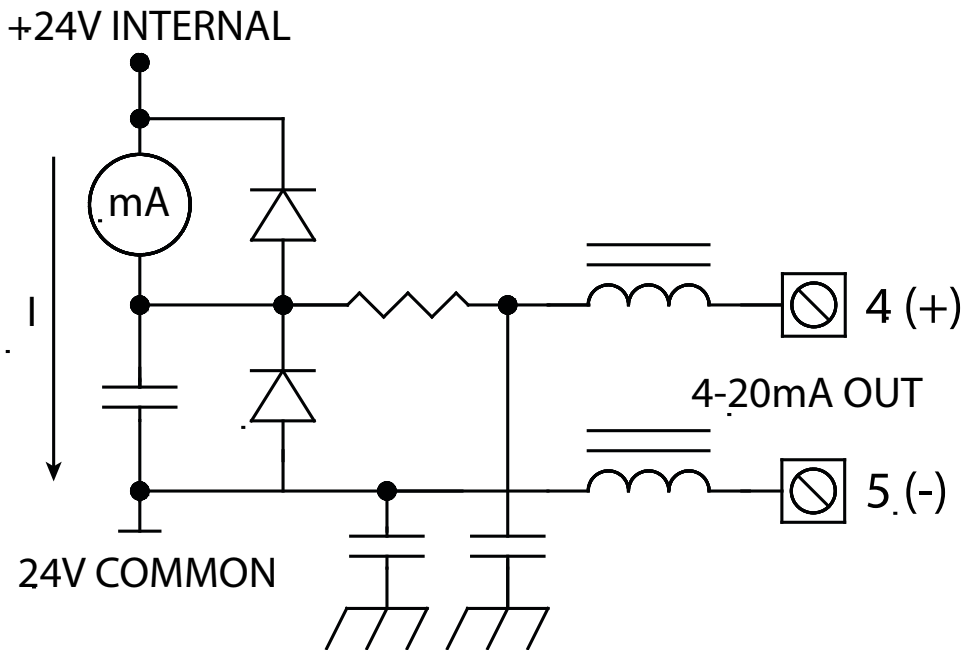 +24V INTERNAL
mA
I
4 (+)
4-20mA OUT
5 (-)
24V COMMON